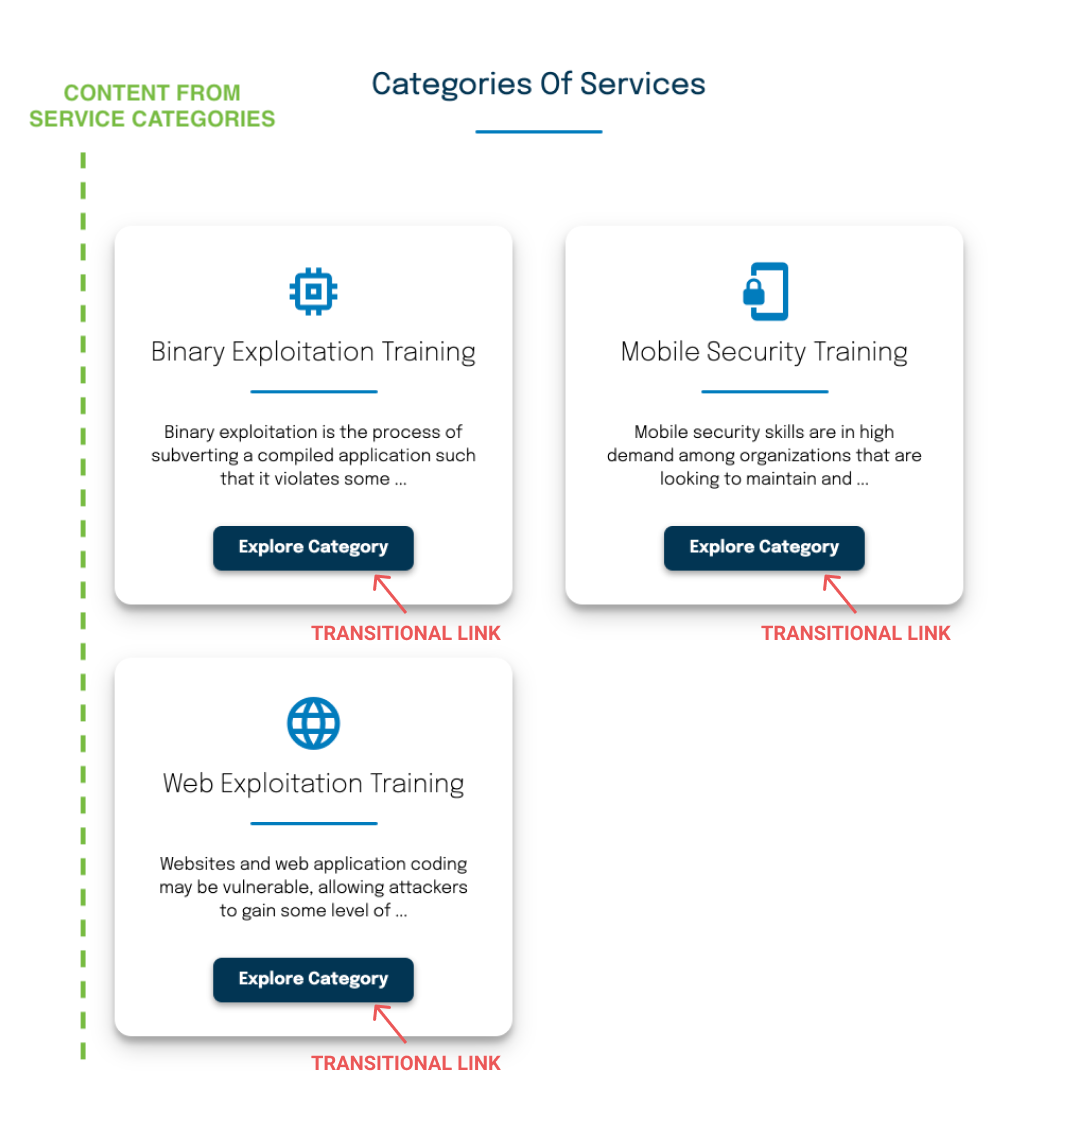 CONTENT FROM
SERVICE CATEGORIES
Categories Of Services
Binary Exploitation Training
Binary exploitation is the process of
subverting a compiled application such
that it violates some ...
Explore Category
TRANSITIONAL LINK
Mobile Security Training
Mobile security skills are in high
demand among organizations that are
looking to maintain and ...
Explore Category
TRANSITIONAL LINK
Web Exploitation Training
Websites and web application coding
may be vulnerable, allowing attackers
to gain some level of ...
Explore Category
TRANSITIONAL LINK